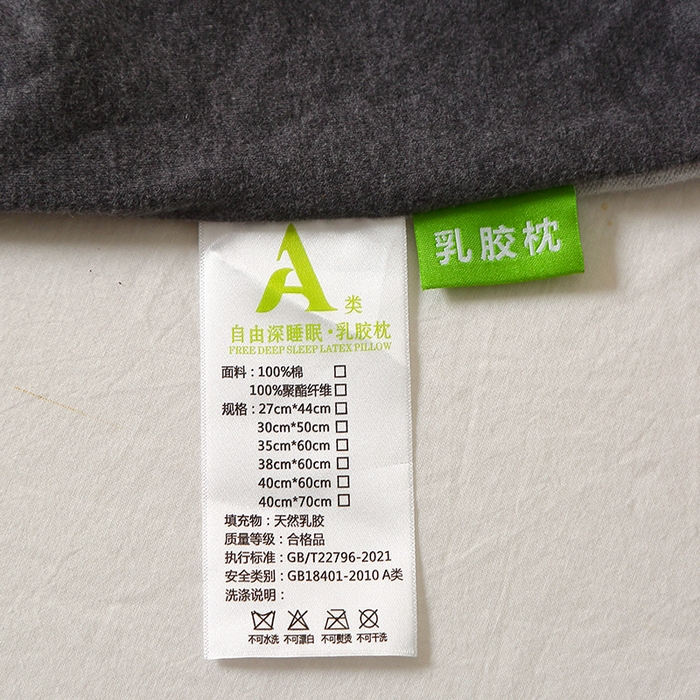 乳胶枕
A类
自由深睡眠·乳胶枕
FREE DEEP SLEEP LATEX PILLOW
面料：100%棉 □
100%聚酯纤维 □
规格：27cm*44cm □
30cm*50cm □
35cm*60cm □
38cm*60cm □
40cm*60cm □
40cm*70cm □
填充物：天然乳胶
质量等级：合格品
执行标准：GB/T22796-2021
安全类别：GB18401-2010 A类
洗涤说明：
不可水洗 不可漂白 不可熨烫 不可干洗